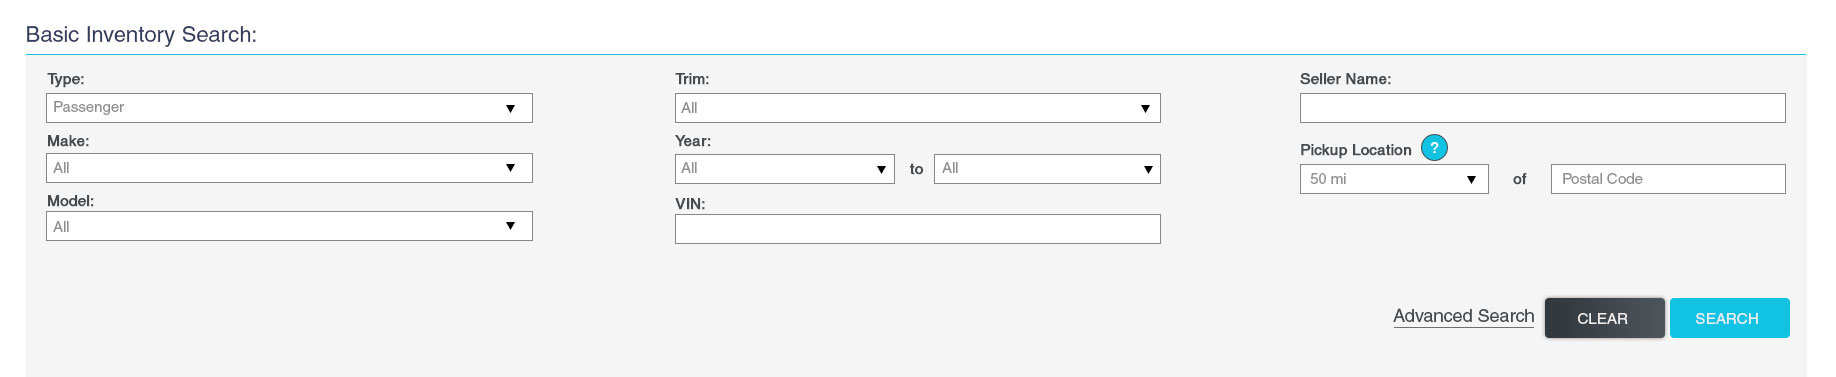 Basic Inventory Search:
Type:
Passenger
Make:
All
Model:
All
Trim:
All
Year:
All to All
VIN:
Seller Name:
Pickup Location ?
50 mi of Postal Code
Advanced Search CLEAR SEARCH